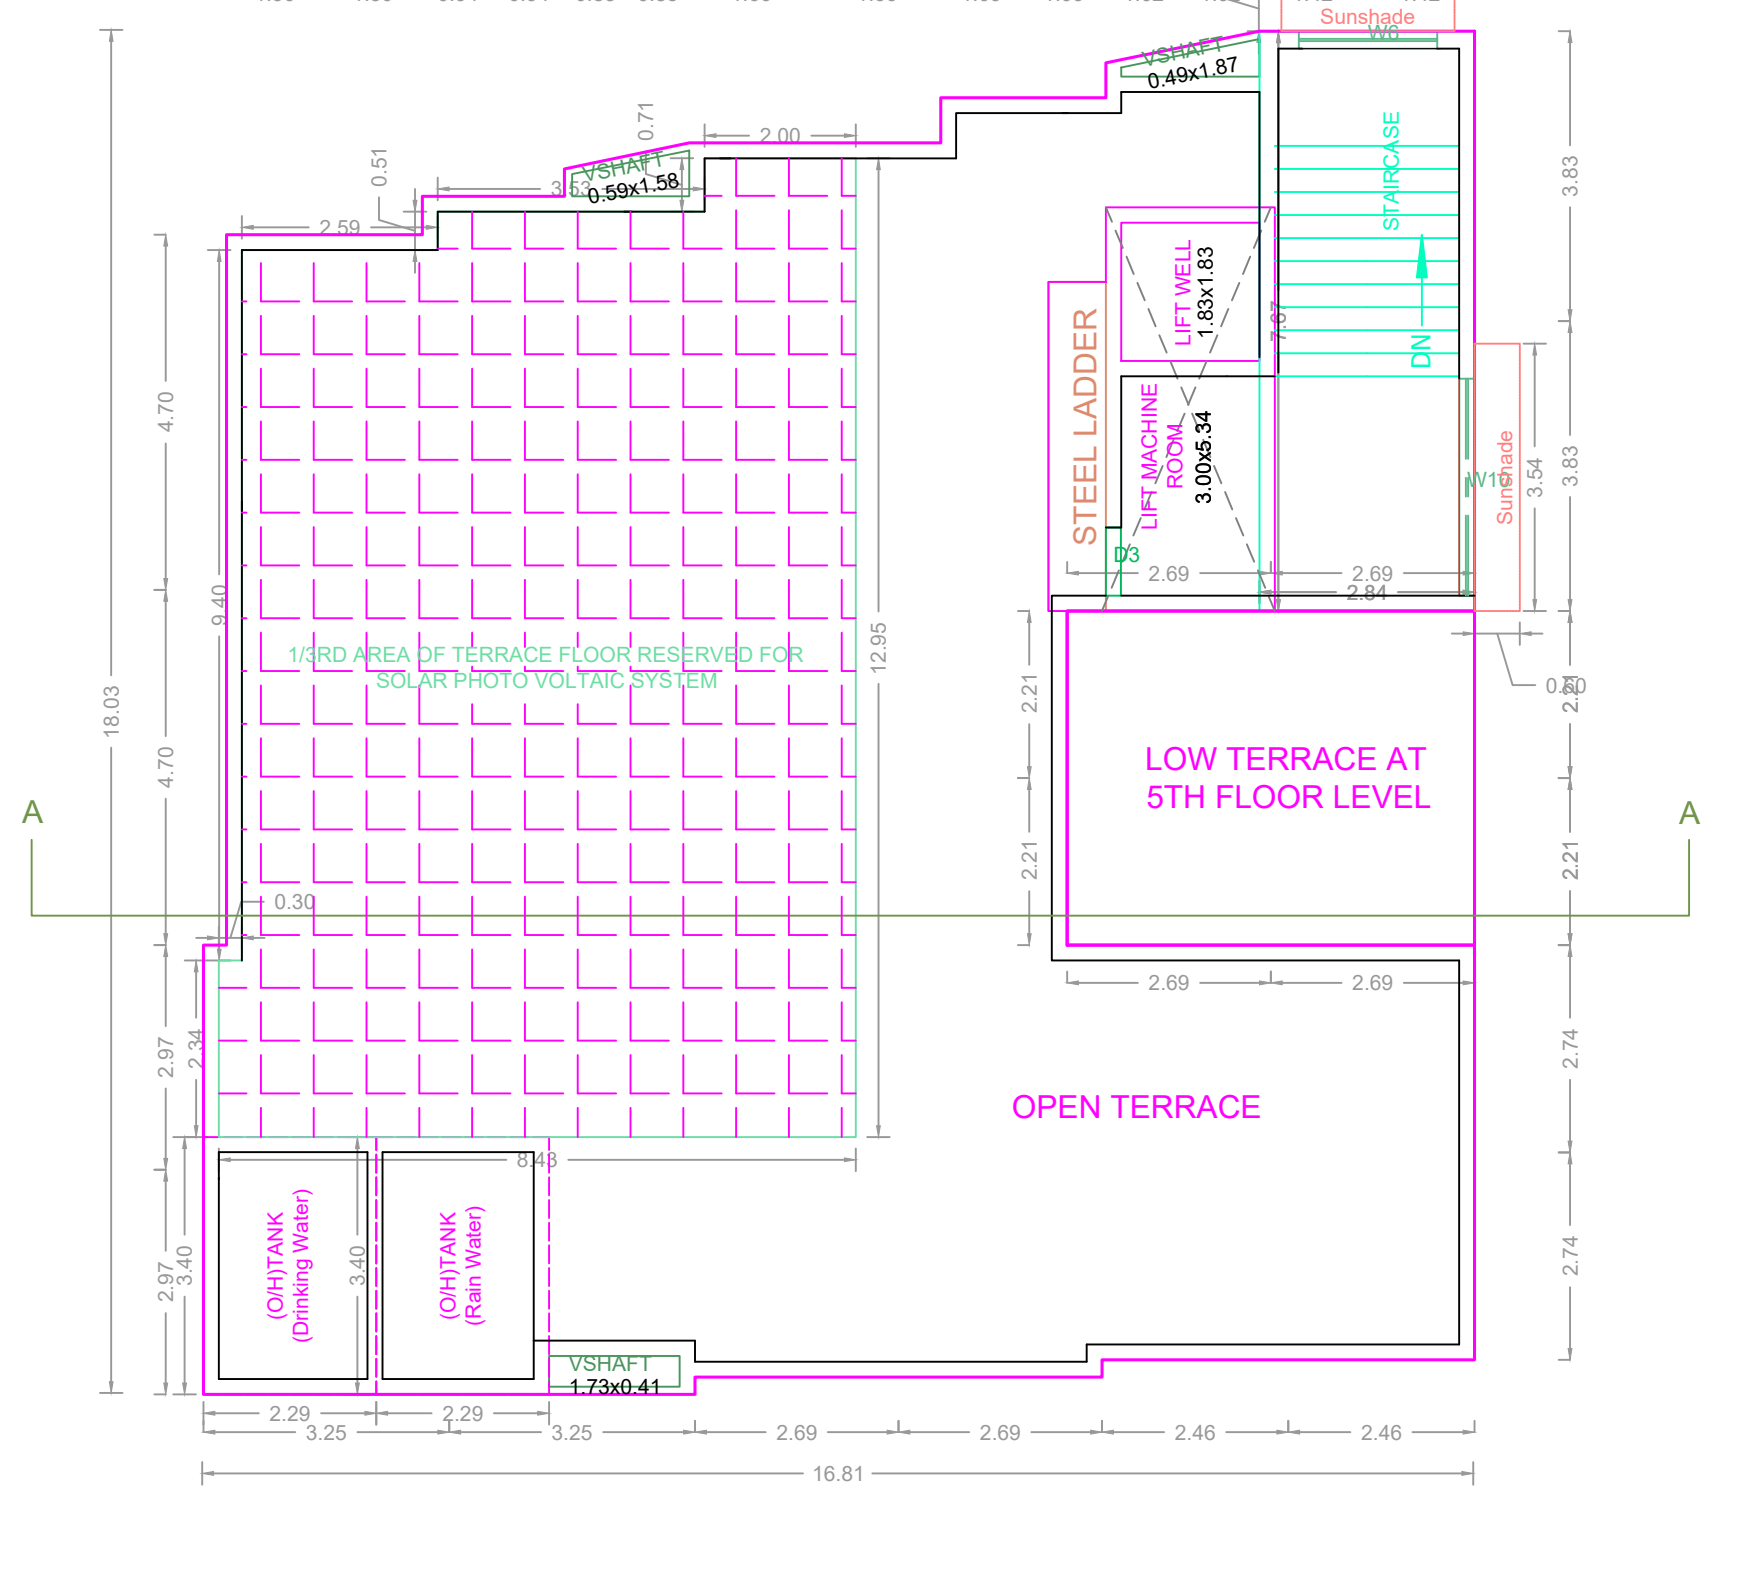 Sunshade
W6
VSHAFT
0.49x1.87
0.71
2.00
0.51
VSHAFT
0.59x1.58
3.53
2.59
STAIRCASE
3.83
LIFT WELL
1.83x1.83
7.67
DN
STEEL LADDER
4.70
LIFT MACHINE
ROOM
3.00x5.34
Sunshade
3.54
3.83
W10
D3
2.69
2.69
2.84
9.40
12.95
1/3RD AREA OF TERRACE FLOOR RESERVED FOR
SOLAR PHOTO VOLTAIC SYSTEM
0.60
2.21
2.21
18.03
4.70
LOW TERRACE AT
5TH FLOOR LEVEL
A
A
2.21
2.21
0.30
2.69
2.69
2.97
2.34
2.74
OPEN TERRACE
8.43
(O/H)TANK
(Drinking Water)
(O/H)TANK
(Rain Water)
2.97
3.40
3.40
2.74
VSHAFT
1.73x0.41
2.29
2.29
3.25
3.25
2.69
2.69
2.46
2.46
16.81